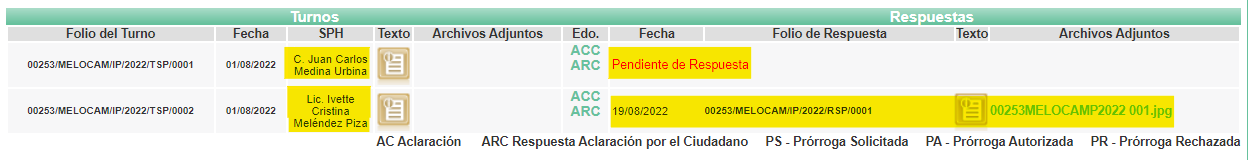 Turnos Respuestas
Folio del Turno Fecha SPH Texto Archivos Adjuntos Edo. Fecha Folio de Respuesta Texto Archivos Adjuntos
00253/MELOCAM/IP/2022/TSP/0001 01/08/2022 C. Juan Carlos Medina Urbina ACC ARC Pendiente de Respuesta
00253/MELOCAM/IP/2022/TSP/0002 01/08/2022 Lic. Ivette Cristina Meléndez Piza ACC ARC 19/08/2022 00253/MELOCAM/IP/2022/RSP/0001 00253MELOCAMP2022 001.jpg
AC Aclaración ARC Respuesta Aclaración por el Ciudadano PS - Prórroga Solicitada PA - Prórroga Autorizada PR - Prórroga Rechazada